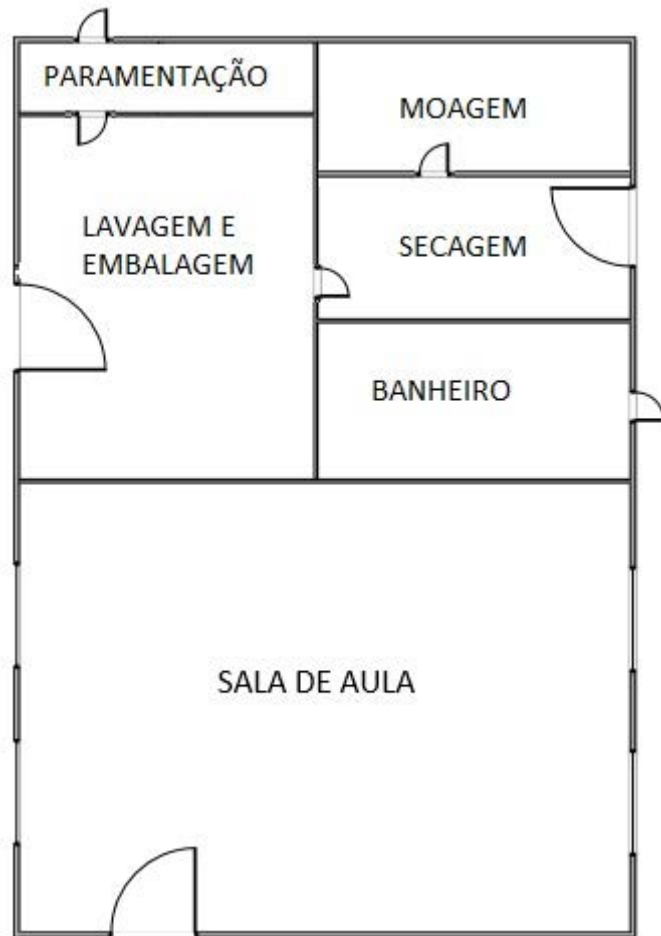 PARAMENTAÇÃO
MOAGEM
LAVAGEM E
EMBALAGEM
SECAGEM
BANHEIRO
SALA DE AULA